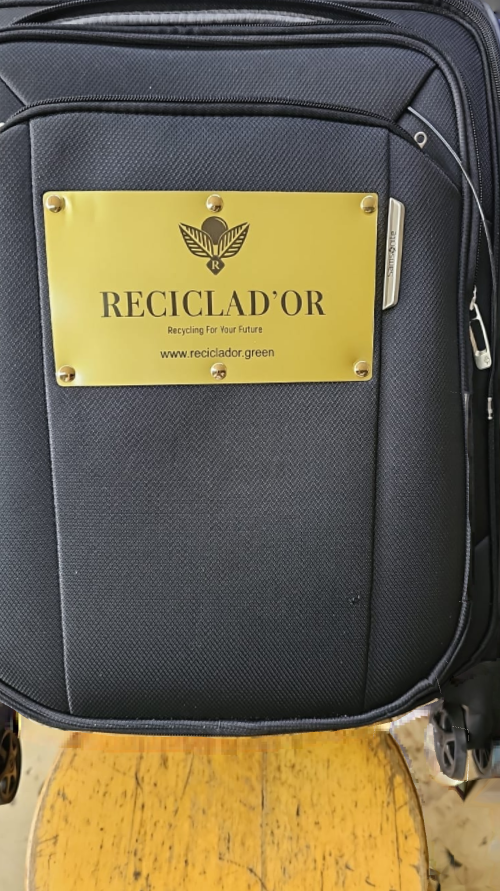 R
RECICLAD'OR
Recycling For Your Future
www.reciclador.green
Samsonite